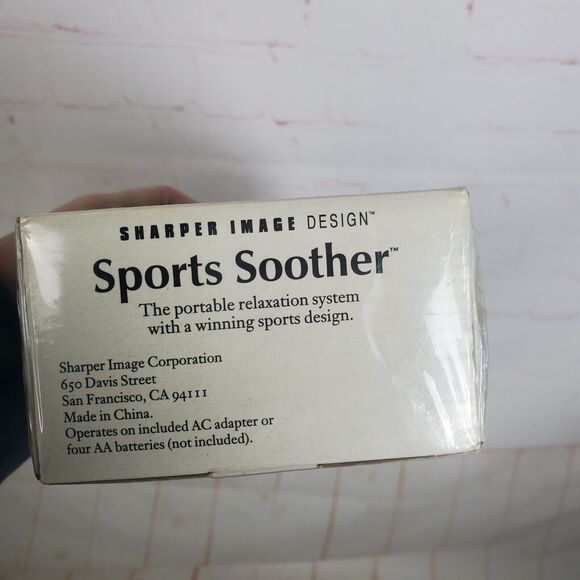 SHARPER IMAGE DESIGN™
Sports Soother™
The portable relaxation system
with a winning sports design.
Sharper Image Corporation
650 Davis Street
San Francisco, CA 94111
Made in China.
Operates on included AC adapter or
four AA batteries (not included).